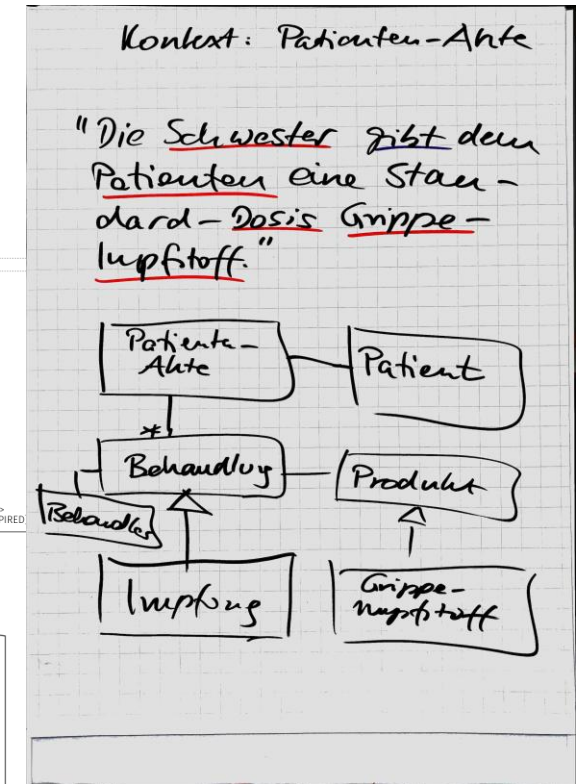 Kontext: Patienten-Akte
"Die Schwester gibt dem
Patienten eine Stan-
dard-Dosis Grippe-
Impfstoff."
Patienten-
Akte
Patient
*
Behandlung
Produkt
Behandler
PIRED
Impfung
Grippe-
impfstoff